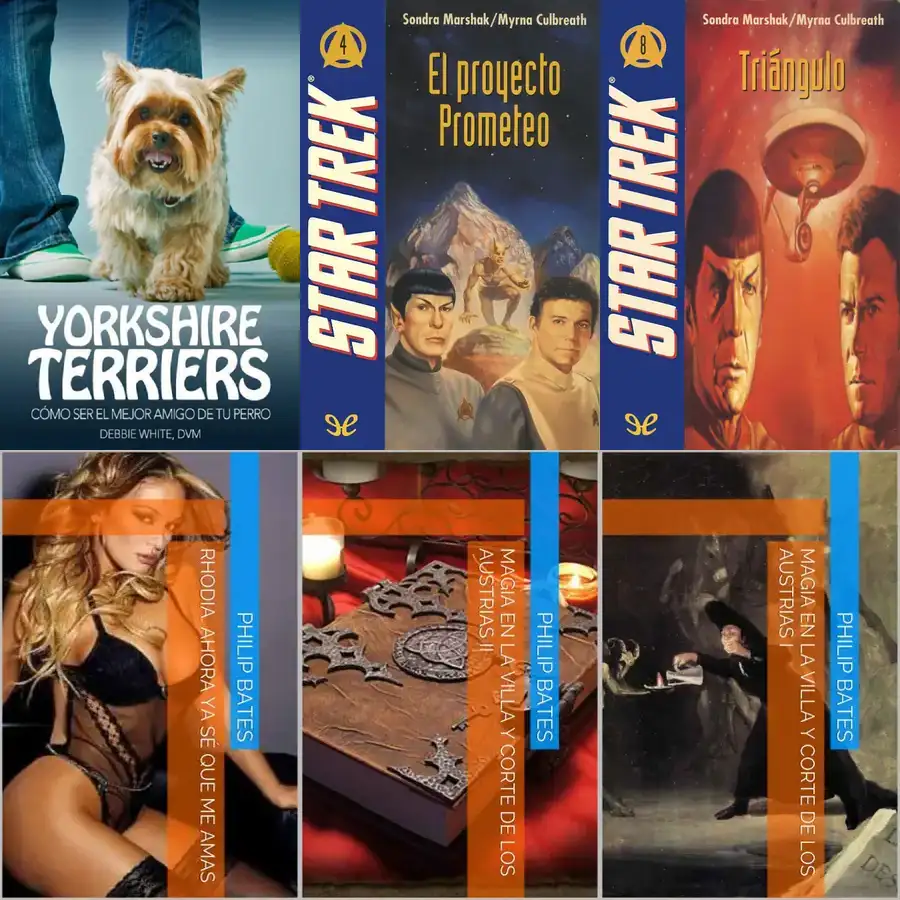 YORKSHIRE
TERRIERS
CÓMO SER EL MEJOR AMIGO DE TU PERRO
DEBBIE WHITE, DVM
4
STAR TREK®
Sondra Marshak/Myrna Culbreath
El proyecto
Prometeo
8
STAR TREK®
Sondra Marshak/Myrna Culbreath
Triángulo
PHILIP BATES
RHODIA. AHORA YA SÉ QUE ME AMAS
PHILIP BATES
MAGIA EN LA VILLA Y CORTE DE LOS
AUSTRIAS II
PHILIP BATES
MAGIA EN LA VILLA Y CORTE DE LOS
AUSTRIAS I